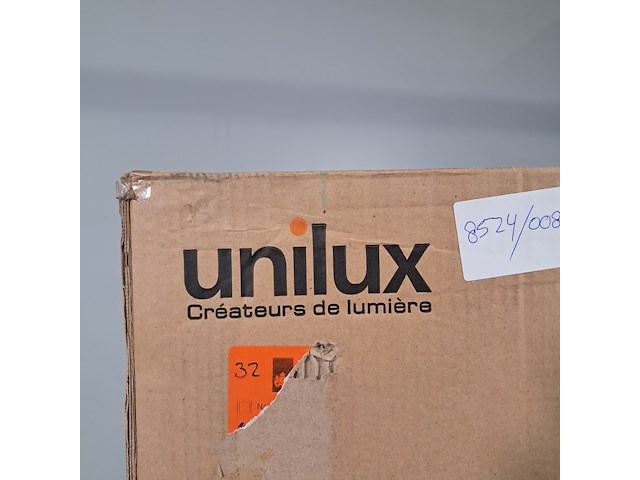 unilux
Créateurs de lumière
8524/008
32